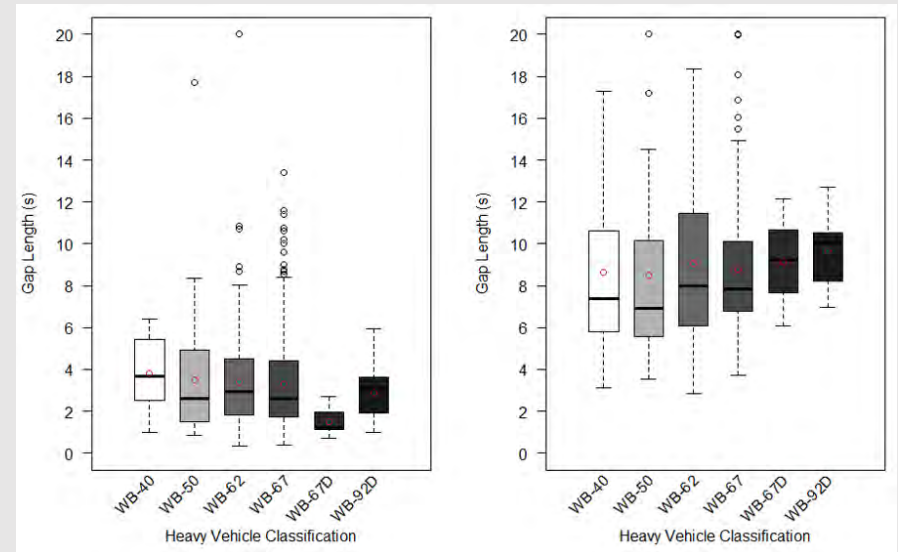 Gap Length (s)
20
18
16
14
12
10
8
6
4
2
0
WB-40
WB-50
WB-62
WB-67
WB-67D
WB-92D
Heavy Vehicle Classification
Gap Length (s)
20
18
16
14
12
10
8
6
4
2
0
WB-40
WB-50
WB-62
WB-67
WB-67D
WB-92D
Heavy Vehicle Classification